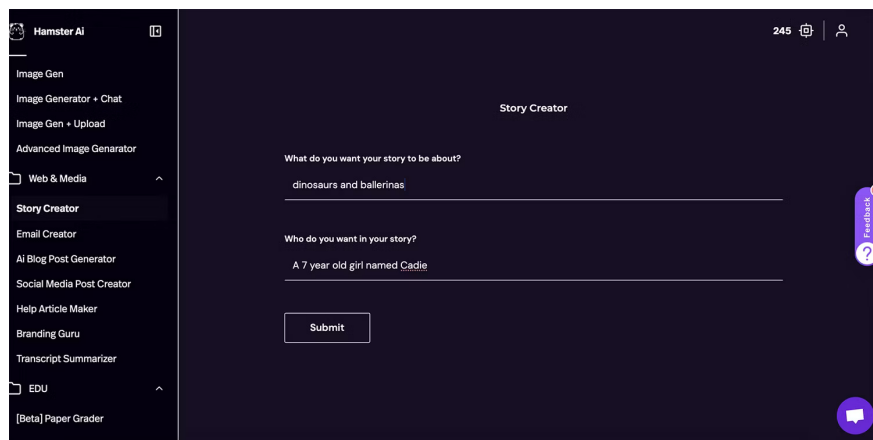 Hamster Ai
245
Image Gen
Image Generator + Chat
Image Gen + Upload
Advanced Image Genarator
Web & Media
Story Creator
Email Creator
Ai Blog Post Generator
Social Media Post Creator
Help Article Maker
Branding Guru
Transcript Summarizer
EDU
[Beta] Paper Grader
Story Creator
What do you want your story to be about?
dinosaurs and ballerinas
Who do you want in your story?
A 7 year old girl named Cadie
Submit
Feedback
?